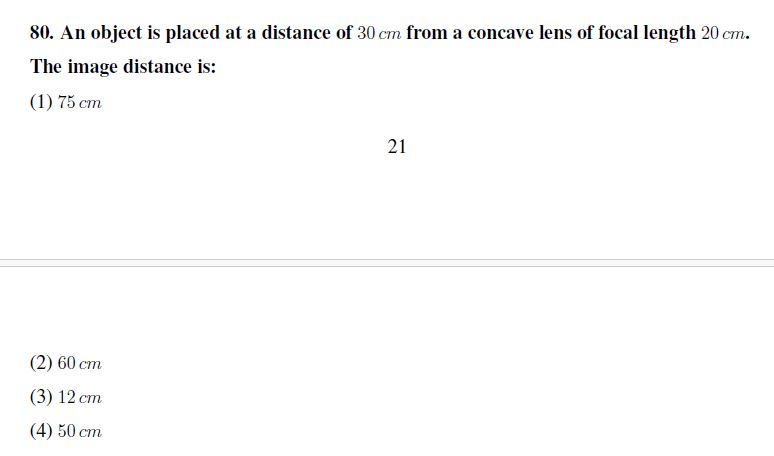 80. An object is placed at a distance of 30 cm from a concave lens of focal length 20 cm.
The image distance is:
(1) 75 cm
21
(2) 60 cm
(3) 12 cm
(4) 50 cm